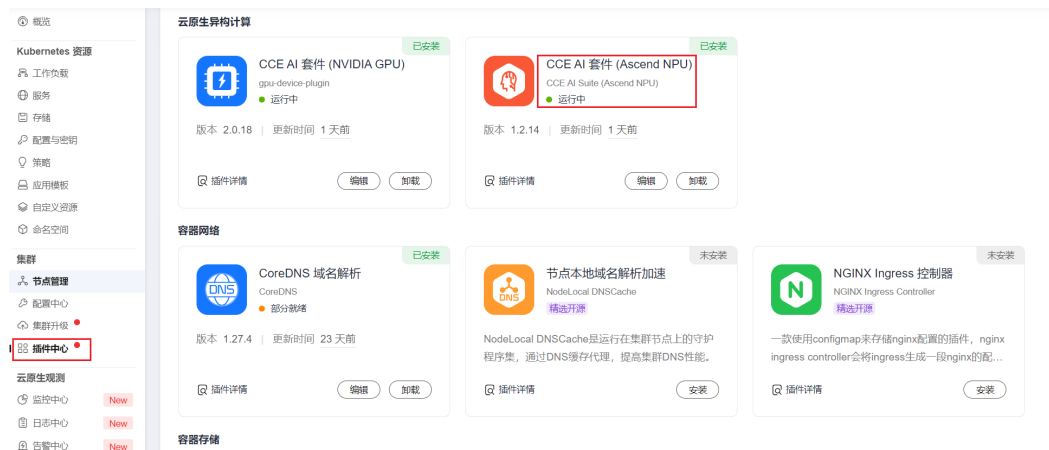 概览
Kubernetes 资源
工作负载
服务
存储
配置与密钥
策略
应用模板
自定义资源
命名空间
集群
节点管理
配置中心
集群升级
插件中心
云原生观测
监控中心 New
日志中心 New
告警中心 New
云原生异构计算
已安装
CCE AI 套件 (NVIDIA GPU)
gpu-device-plugin
运行中
版本 2.0.18 | 更新时间 1 天前
插件详情 编辑 卸载
已安装
CCE AI 套件 (Ascend NPU)
CCE AI Suite (Ascend NPU)
运行中
版本 1.2.14 | 更新时间 1 天前
插件详情 编辑 卸载
容器网络
已安装
DNS
CoreDNS 域名解析
CoreDNS
部分就绪
版本 1.27.4 | 更新时间 23 天前
插件详情 编辑 卸载
未安装
DNS
节点本地域名解析加速
NodeLocal DNSCache
精选开源
NodeLocal DNSCache是运行在集群节点上的守护
程序集，通过DNS缓存代理，提高集群DNS性能。
插件详情 安装
未安装
N
NGINX Ingress 控制器
NGINX Ingress Controller
精选开源
一款使用configmap来存储nginx配置的插件，nginx
ingress controller会将ingress生成一段nginx的配...
插件详情 安装
容器存储